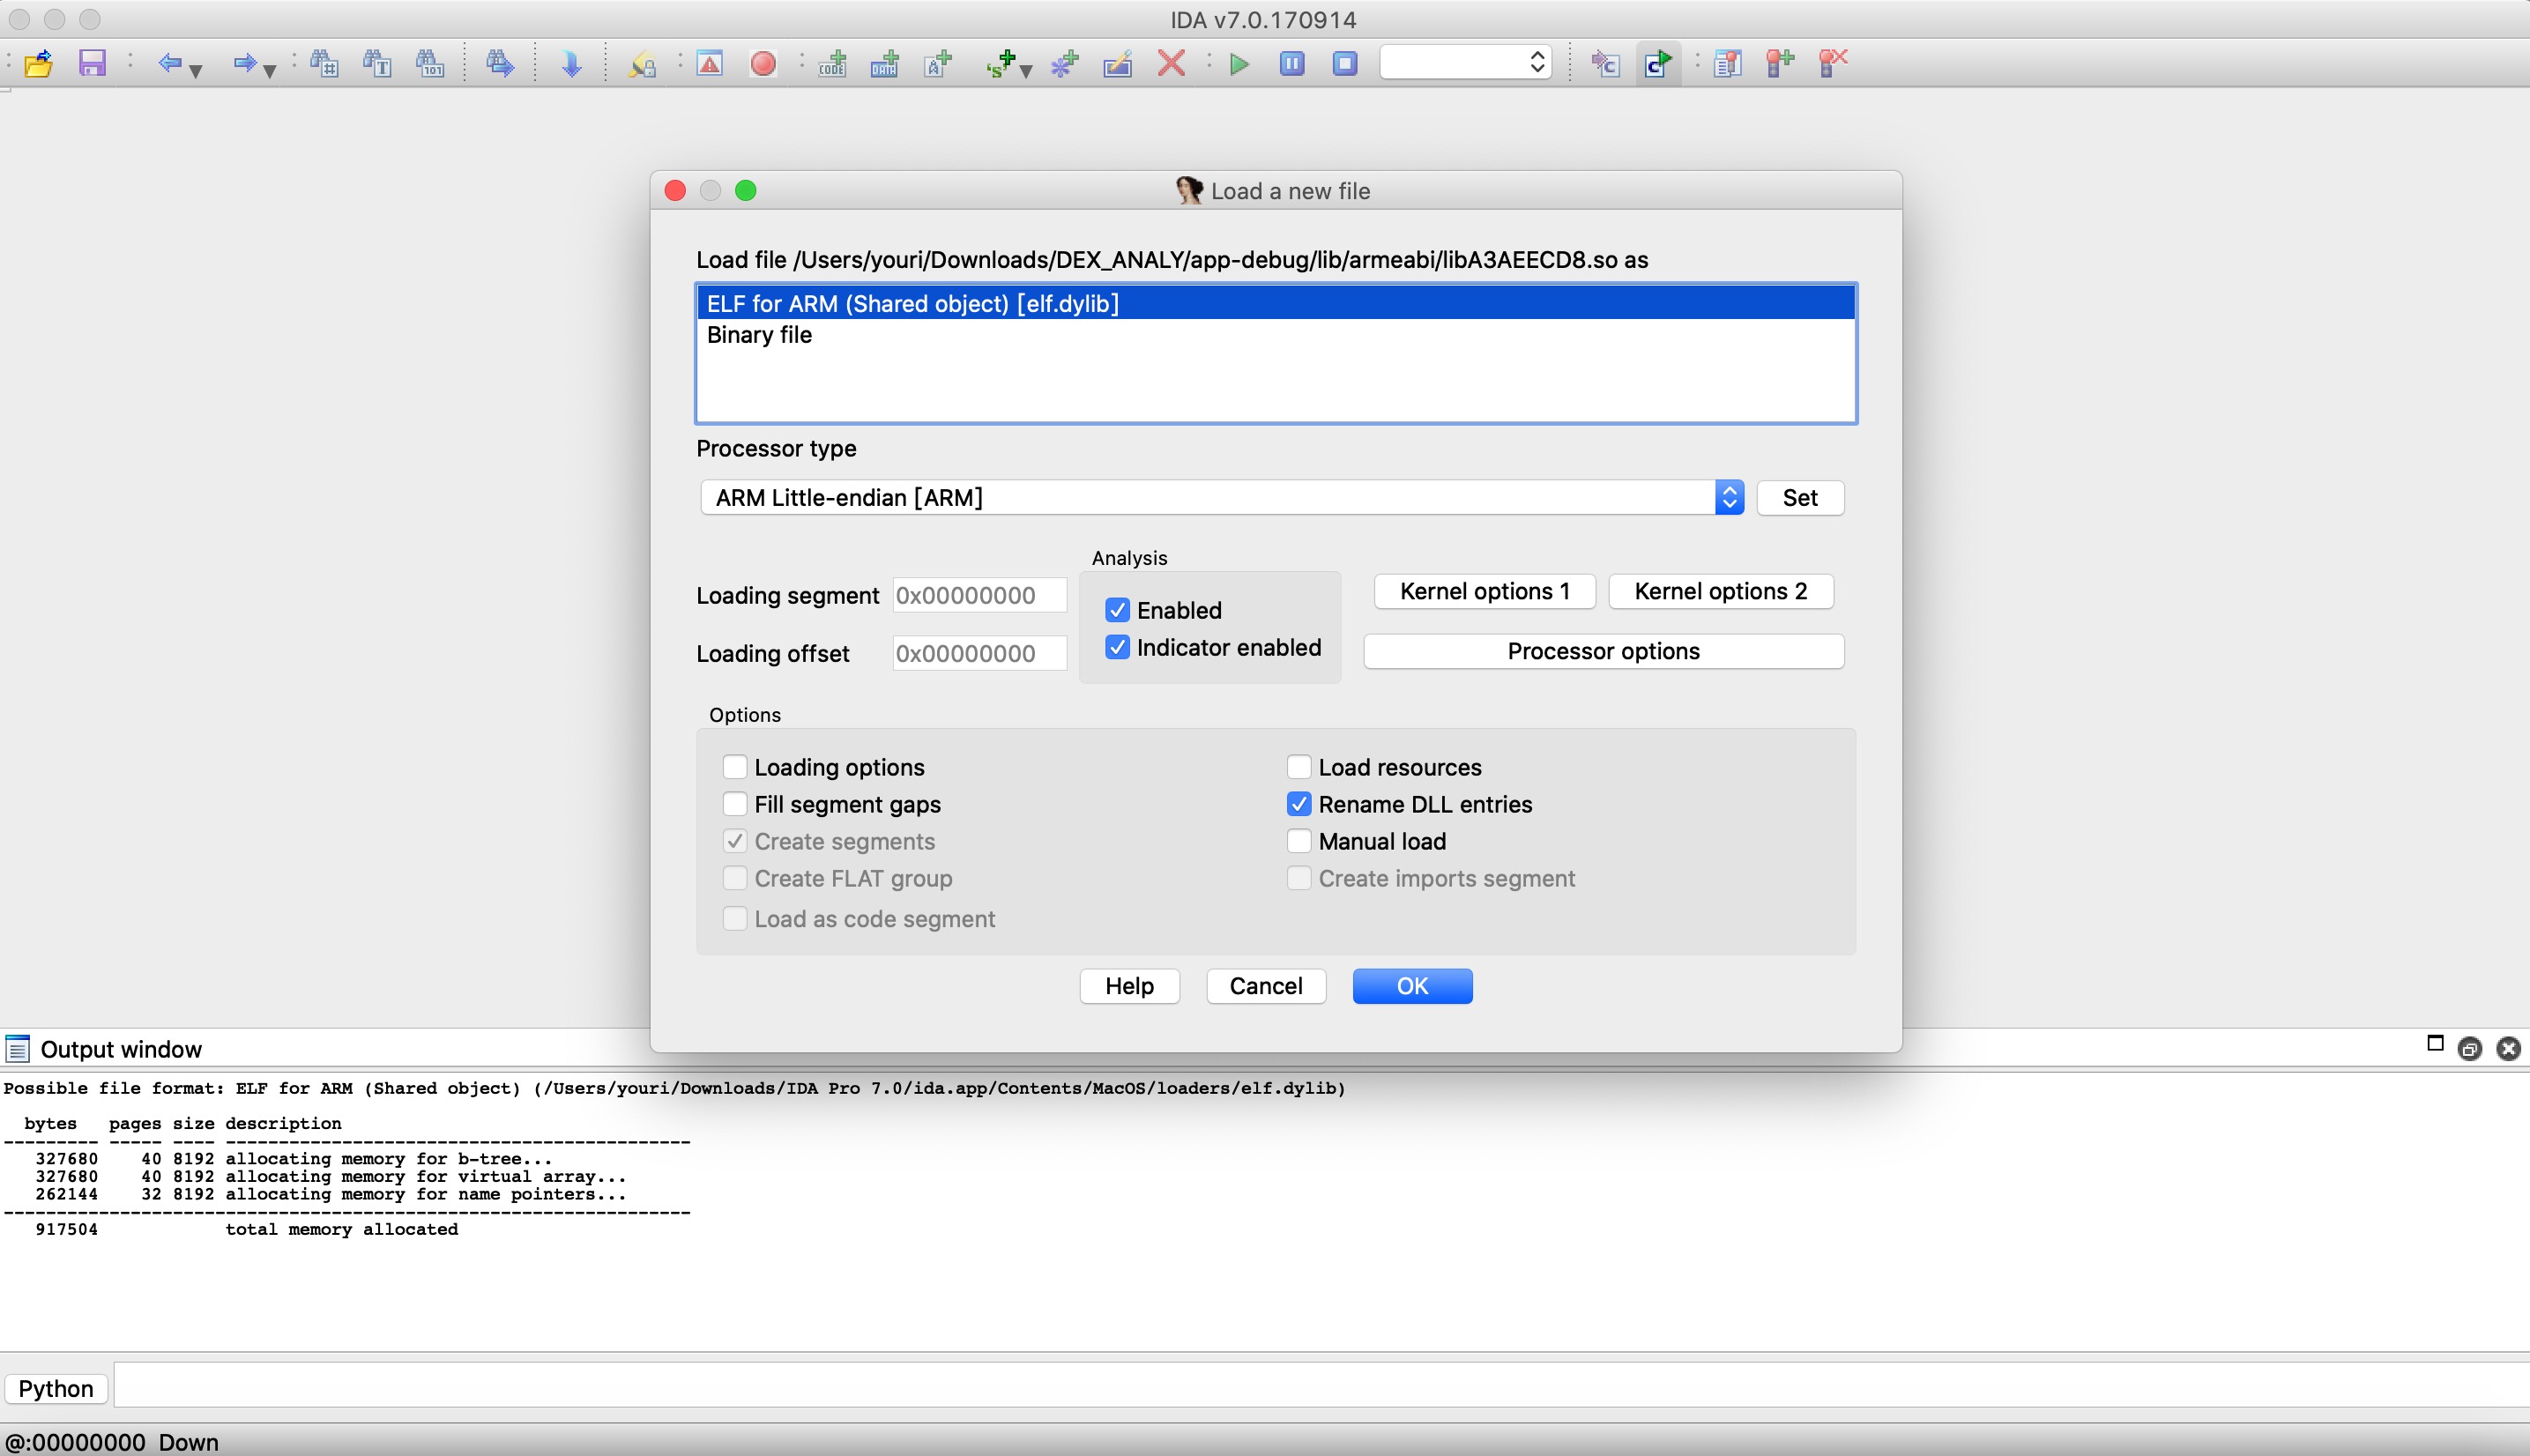 IDA v7.0.170914
Load a new file
Load file /Users/youri/Downloads/DEX_ANALY/app-debug/lib/armeabi/libA3AEECD8.so as
ELF for ARM (Shared object) [elf.dylib]
Binary file
Processor type
ARM Little-endian [ARM]
Set
Analysis
Loading segment 0x00000000
Enabled
Kernel options 1
Kernel options 2
Indicator enabled
Loading offset 0x00000000
Processor options
Options
Loading options
Load resources
Fill segment gaps
Rename DLL entries
Create segments
Manual load
Create FLAT group
Create imports segment
Load as code segment
Help
Cancel
OK
Output window
Possible file format: ELF for ARM (Shared object) (/Users/youri/Downloads/IDA Pro 7.0/ida.app/Contents/MacOS/loaders/elf.dylib)
bytes pages size description
--------- ----- ---- --------------------------------------------
327680 40 8192 allocating memory for b-tree...
327680 40 8192 allocating memory for virtual array...
262144 32 8192 allocating memory for name pointers...
-----------------------------------------------------------------
917504 total memory allocated
Python
@:00000000 Down